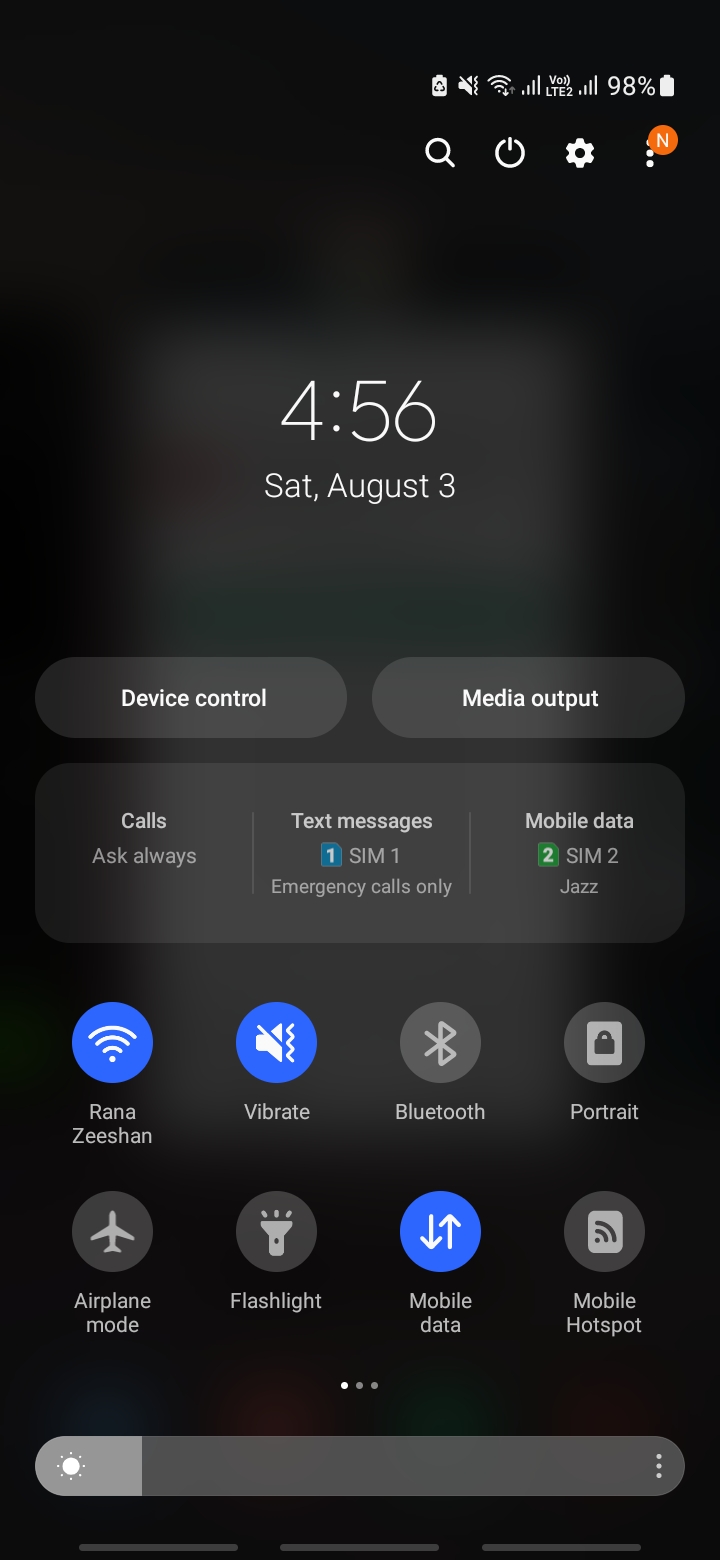 Vo)) LTE2 98%
N
4:56
Sat, August 3
Device control Media output
Calls Text messages Mobile data
Ask always 1 SIM 1 2 SIM 2
Emergency calls only Jazz
Rana Zeeshan Vibrate Bluetooth Portrait
Airplane mode Flashlight Mobile data Mobile Hotspot